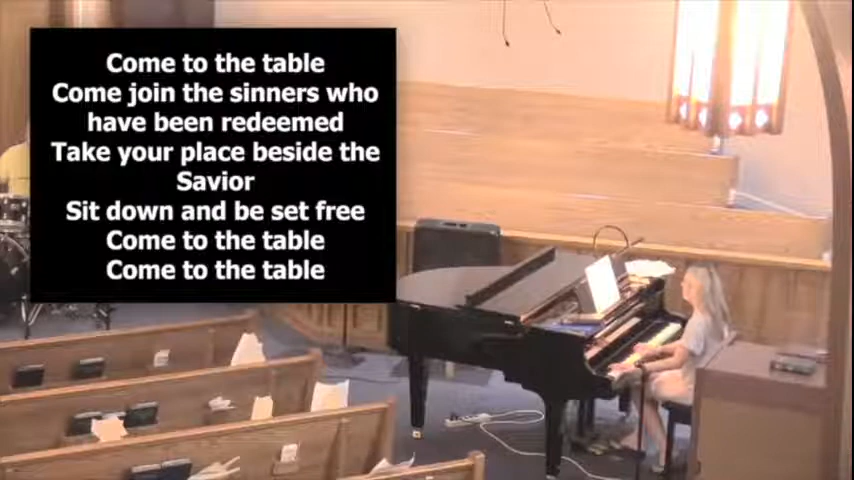 Come to the table
Come join the sinners who
have been redeemed
Take your place beside the
Savior
Sit down and be set free
Come to the table
Come to the table